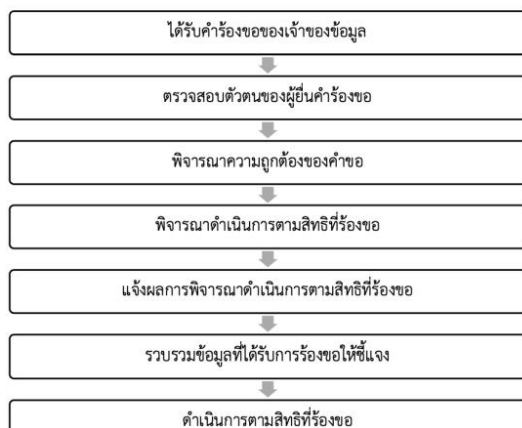 ได้รับคำร้องขอของเจ้าของข้อมูล
ตรวจสอบตัวตนของผู้ยื่นคำร้องขอ
พิจารณาความถูกต้องของคำขอ
พิจารณาดำเนินการตามสิทธิที่ร้องขอ
แจ้งผลการพิจารณาดำเนินการตามสิทธิที่ร้องขอ
รวบรวมข้อมูลที่ได้รับการร้องขอให้ชี้แจง
ดำเนินการตามสิทธิที่ร้องขอ